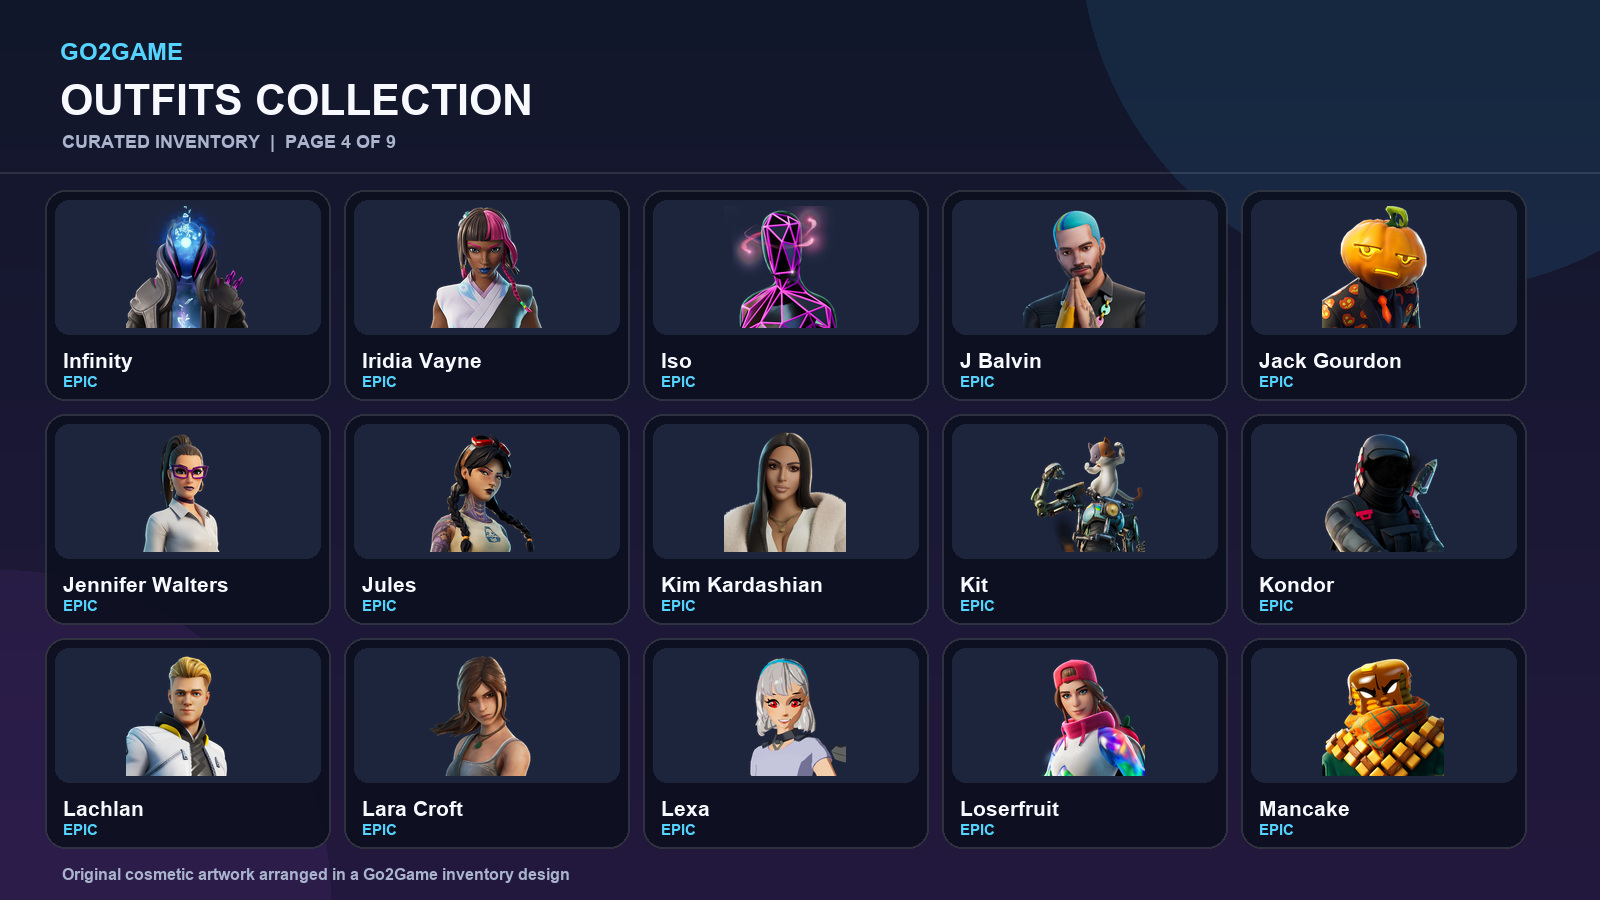 GO2GAME
OUTFITS COLLECTION
CURATED INVENTORY | PAGE 4 OF 9
Infinity
EPIC
Iridia Vayne
EPIC
Iso
EPIC
J Balvin
EPIC
Jack Gourdon
EPIC
Jennifer Walters
EPIC
Jules
EPIC
Kim Kardashian
EPIC
Kit
EPIC
Kondor
EPIC
Lachlan
EPIC
Lara Croft
EPIC
Lexa
EPIC
Loserfruit
EPIC
Mancake
EPIC
Original cosmetic artwork arranged in a Go2Game inventory design